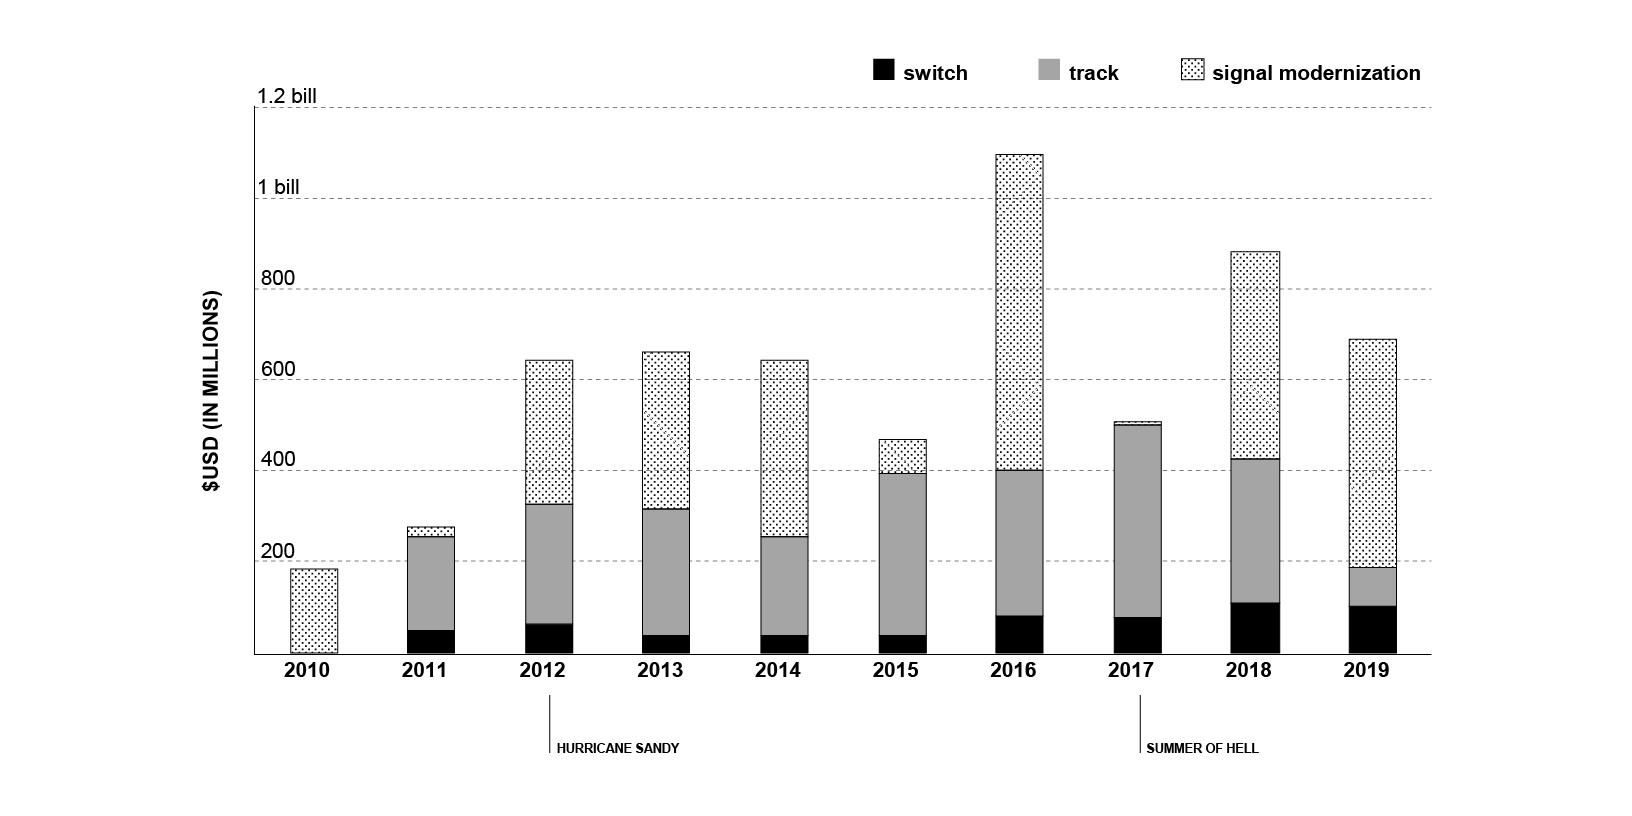 switch
track
signal modernization
1.2 bill
1 bill
800
600
400
200
$USD (IN MILLIONS)
2010
2011
2012
2013
2014
2015
2016
2017
2018
2019
HURRICANE SANDY
SUMMER OF HELL